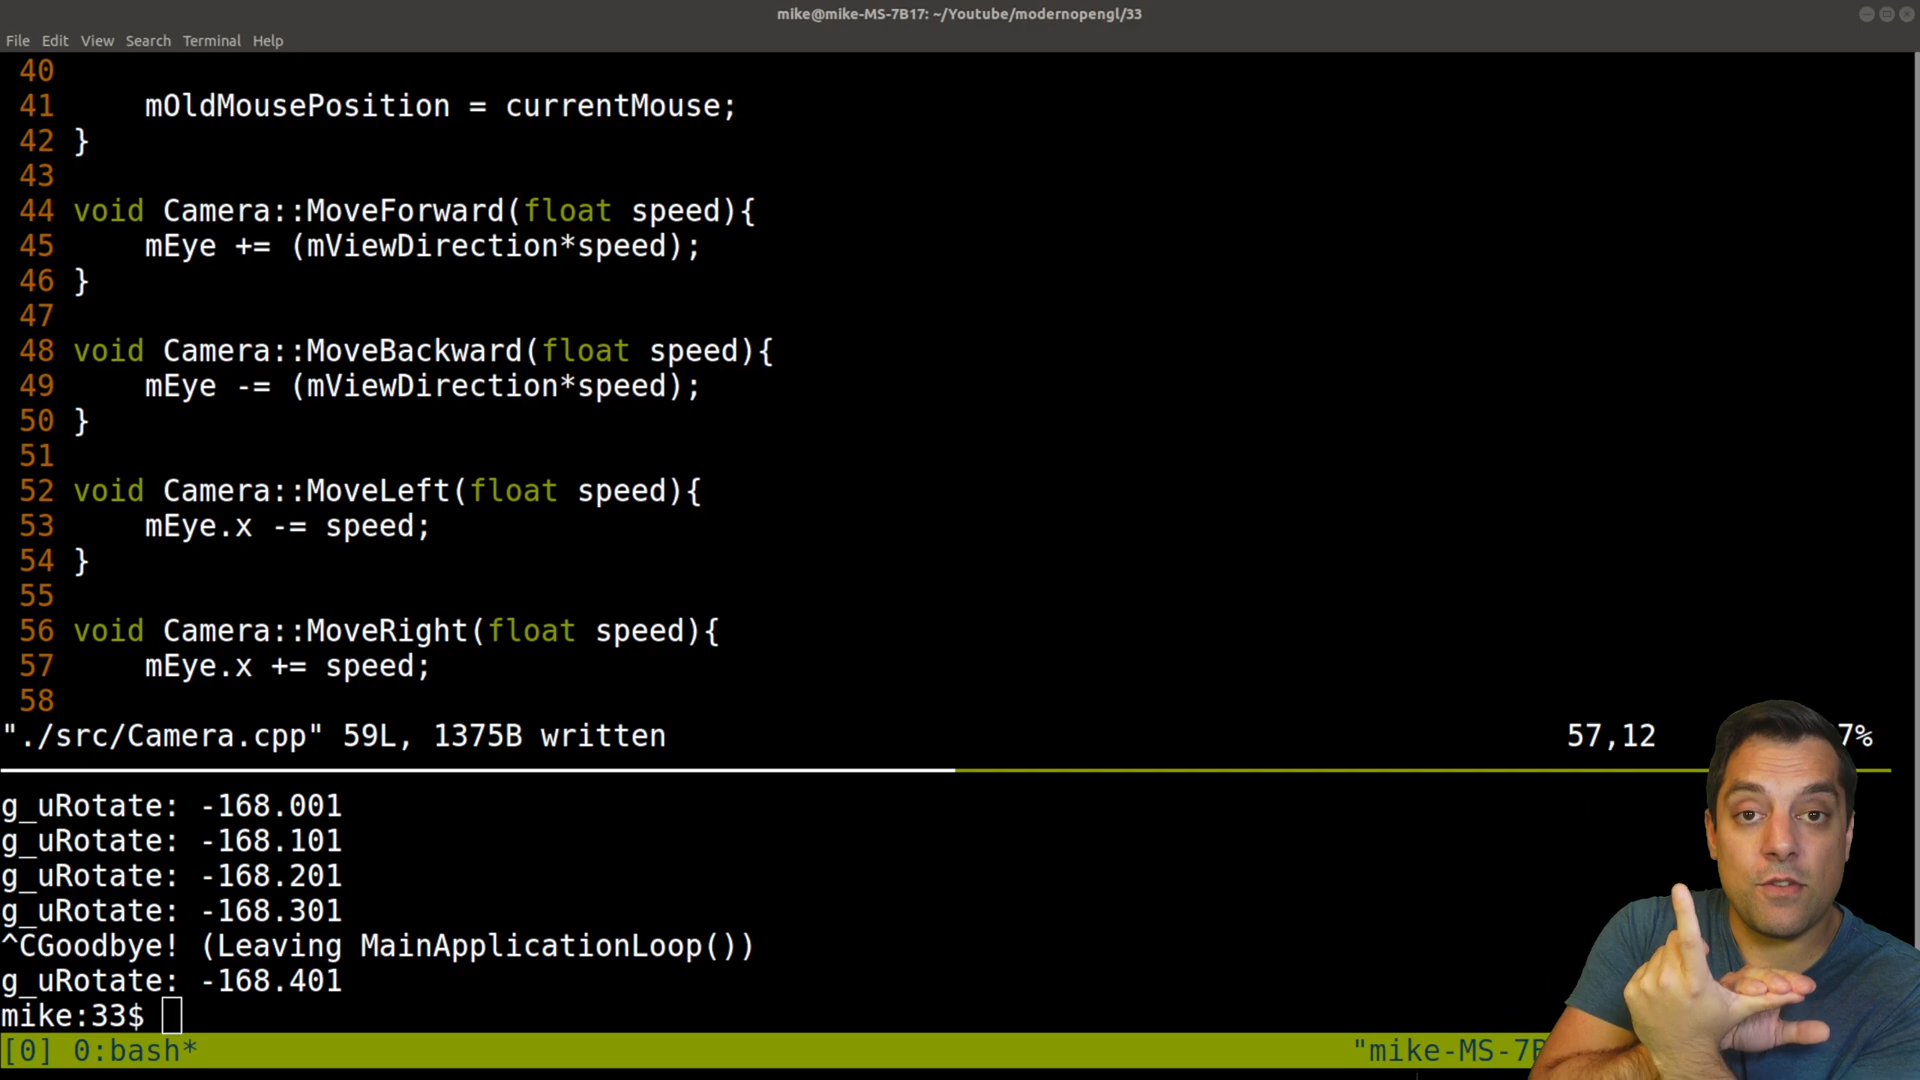 mike@mike-MS-7B17: ~/Youtube/modernopengl/33
File Edit View Search Terminal Help
40
41     mOldMousePosition = currentMouse;
42 }
43
44 void Camera::MoveForward(float speed){
45     mEye += (mViewDirection*speed);
46 }
47
48 void Camera::MoveBackward(float speed){
49     mEye -= (mViewDirection*speed);
50 }
51
52 void Camera::MoveLeft(float speed){
53     mEye.x -= speed;
54 }
55
56 void Camera::MoveRight(float speed){
57     mEye.x += speed;
58
"./src/Camera.cpp" 59L, 1375B written 57,12 7%
g_uRotate: -168.001
g_uRotate: -168.101
g_uRotate: -168.201
g_uRotate: -168.301
^CGoodbye! (Leaving MainApplicationLoop())
g_uRotate: -168.401
mike:33$
[0] 0:bash* "mike-MS-7B